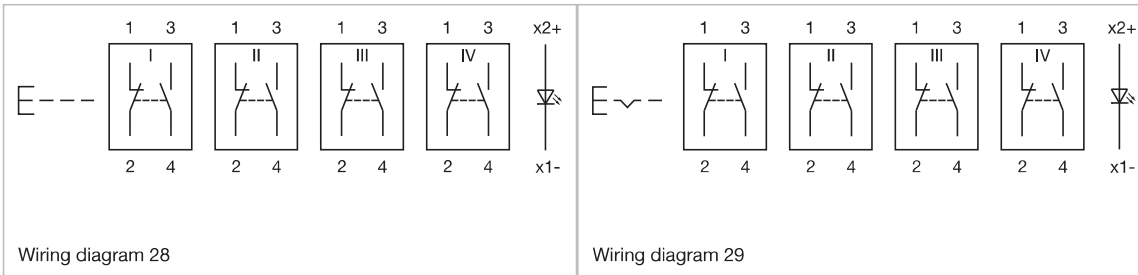 1 3 1 3 1 3 1 3 x2+ 1 3 1 3 1 3 1 3 x2+
I II III IV I II III IV
2 4 2 4 2 4 2 4 x1- 2 4 2 4 2 4 2 4 x1-
Wiring diagram 28 Wiring diagram 29